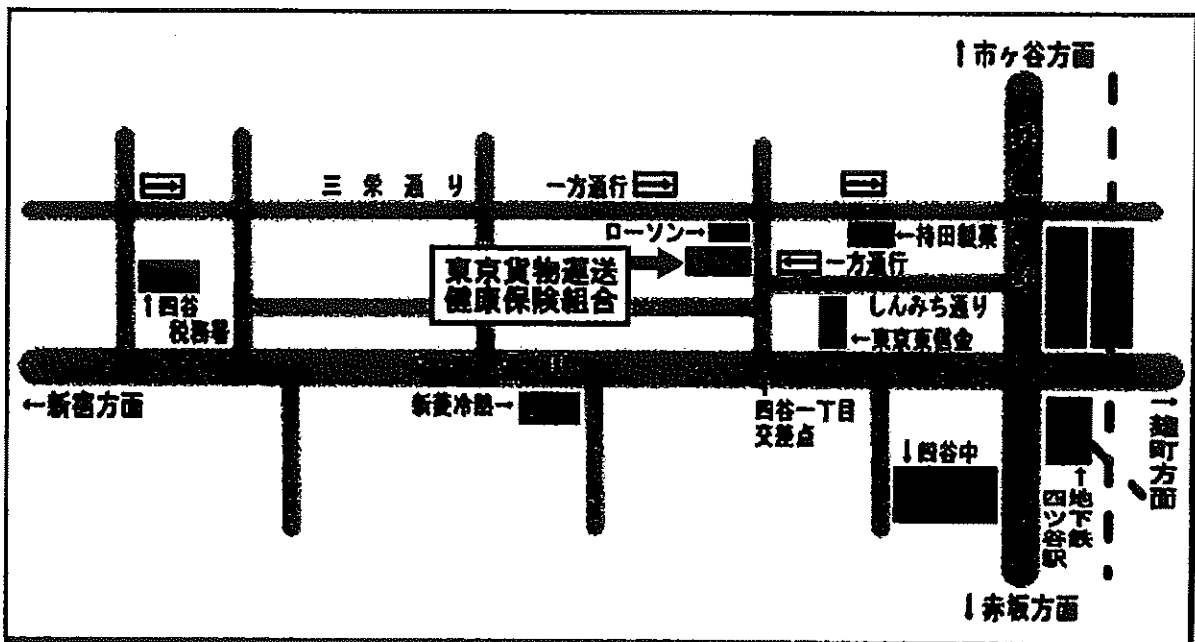 ↑市ヶ谷方面
三栄通り
一方通行
ローソン→
←持田製薬
東京貨物運送
健康保険組合
一方通行
↑四谷
税務署
しんみち通り
←東京東信金
←新宿方面
新菱冷熱→
四谷一丁目
交差点
↓四谷中
→麹町方面
↑地下鉄
四ツ谷駅
↓赤坂方面